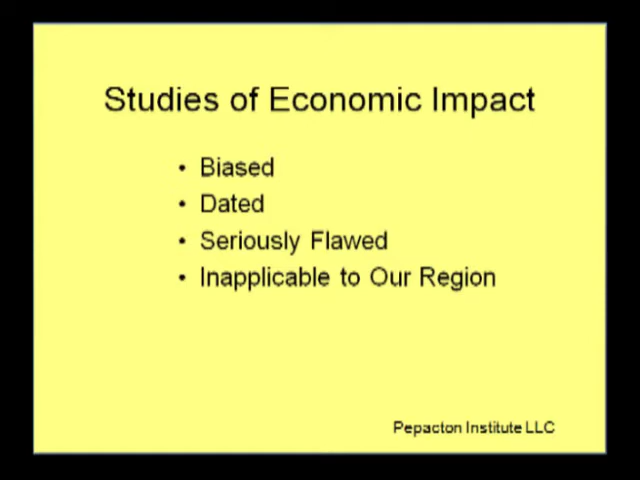 Studies of Economic Impact
• Biased
• Dated
• Seriously Flawed
• Inapplicable to Our Region
Pepacton Institute LLC